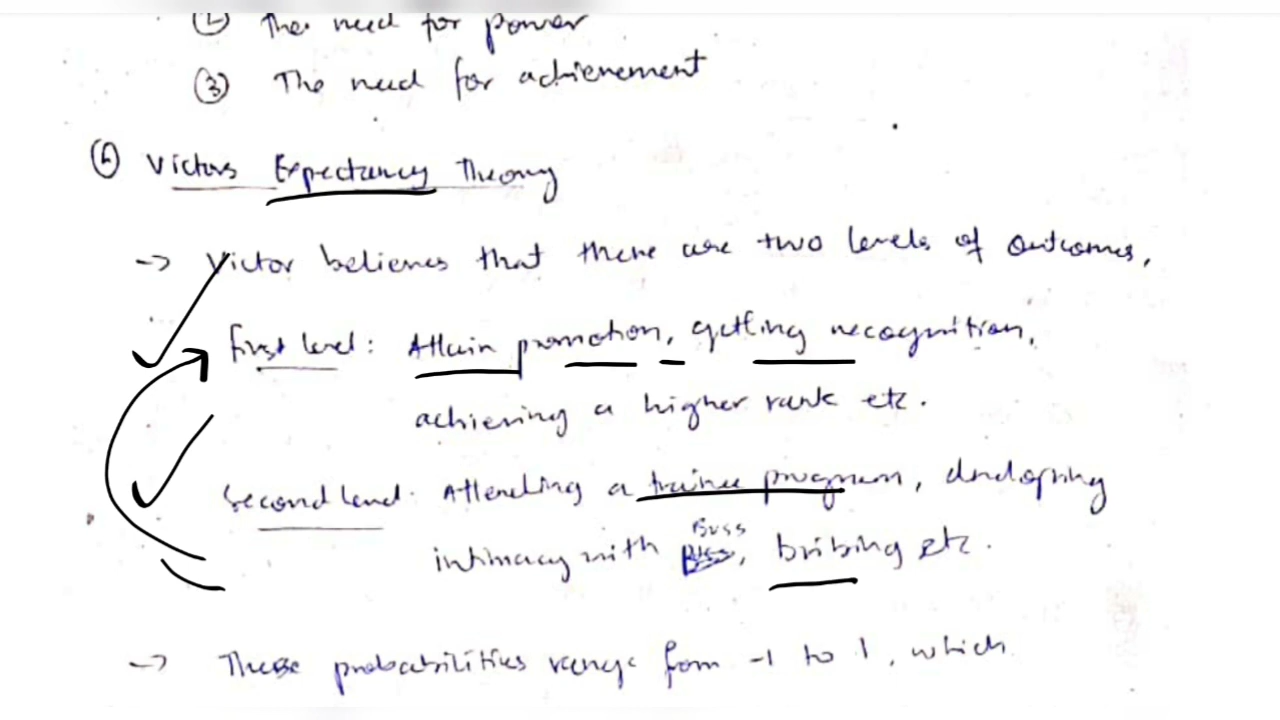 ② The need for power
③ The need for achievement
⑥ Victors Expectancy Theory
→ Victor believes that there are two levels of outcomes,
first level: Attain promotion, getting recognition,
achieving a higher rank etc.
Second level: Attending a trainee program, developing
Boss
intimacy with Boss, bribing etc.
→ These probabilities range from -1 to 1, which